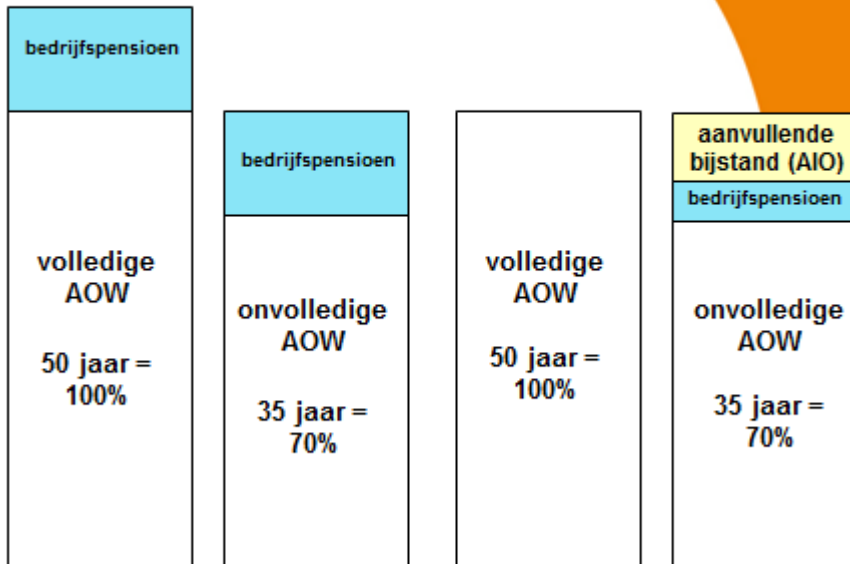 bedrijfspensioen
volledige
AOW
50 jaar =
100%
bedrijfspensioen
onvolledige
AOW
35 jaar =
70%
volledige
AOW
50 jaar =
100%
aanvullende
bijstand (AIO)
bedrijfspensioen
onvolledige
AOW
35 jaar =
70%